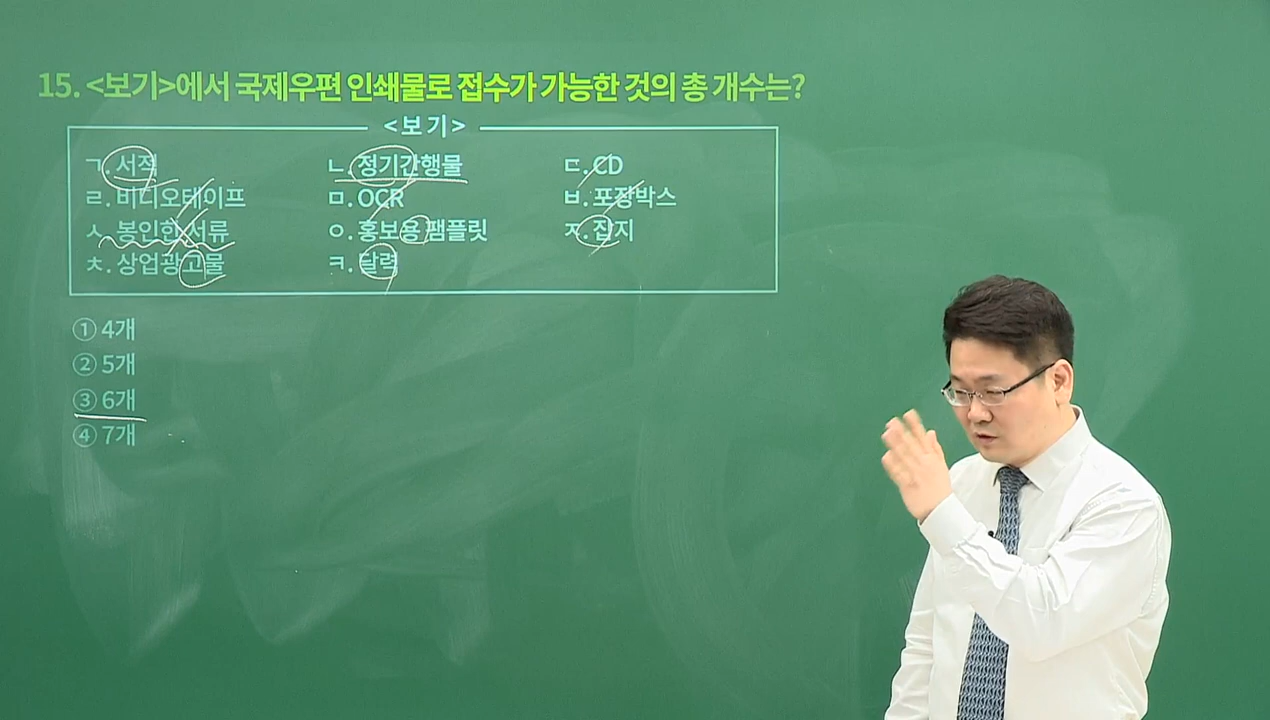 15. <보기>에서 국제우편 인쇄물로 접수가 가능한 것의 총 개수는?
<보 기>
ㄱ. 서적 ㄴ. 정기간행물 ㄷ. CD
ㄹ. 비디오테이프 ㅁ. OCR ㅂ. 포장박스
ㅅ. 봉인한 서류 ㅇ. 홍보용 팸플릿 ㅈ. 잡지
ㅊ. 상업광고물 ㅋ. 달력
① 4개
② 5개
③ 6개
④ 7개